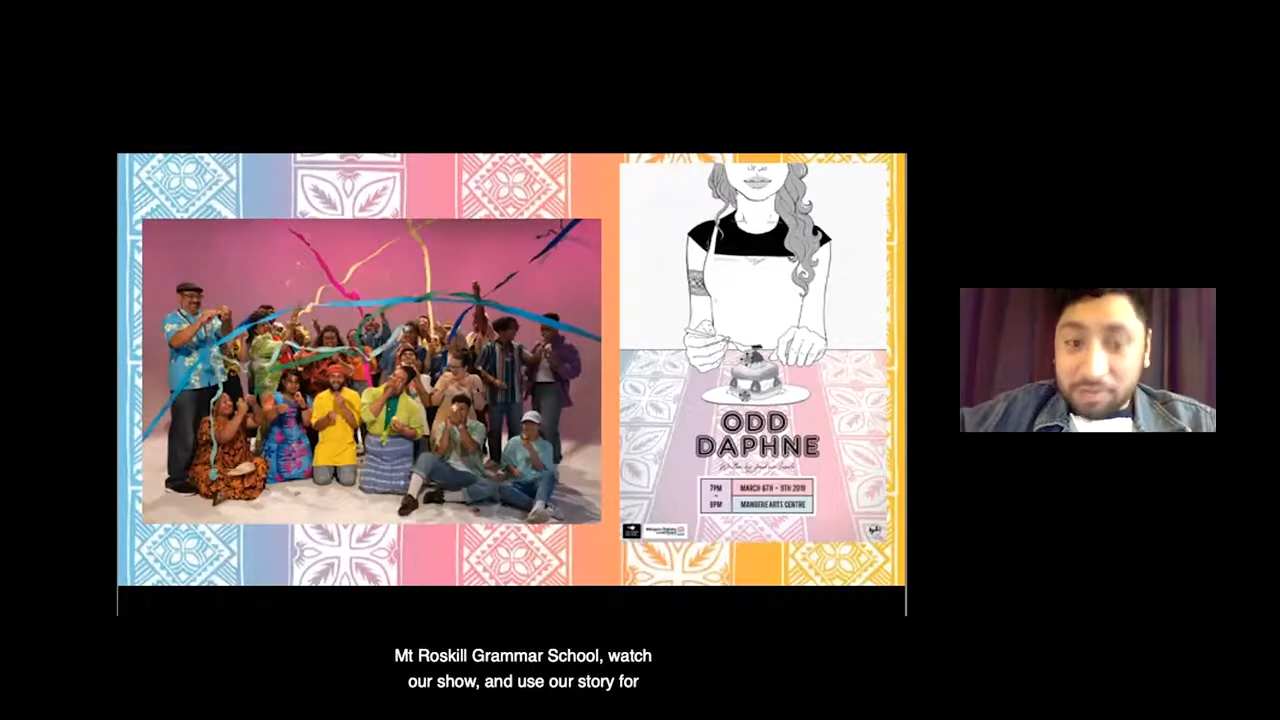 ODD
DAPHNE
7PM
-
9PM
MARCH 6TH - 9TH 2019
MANGERE ARTS CENTRE
Mt Roskill Grammar School, watch
our show, and use our story for